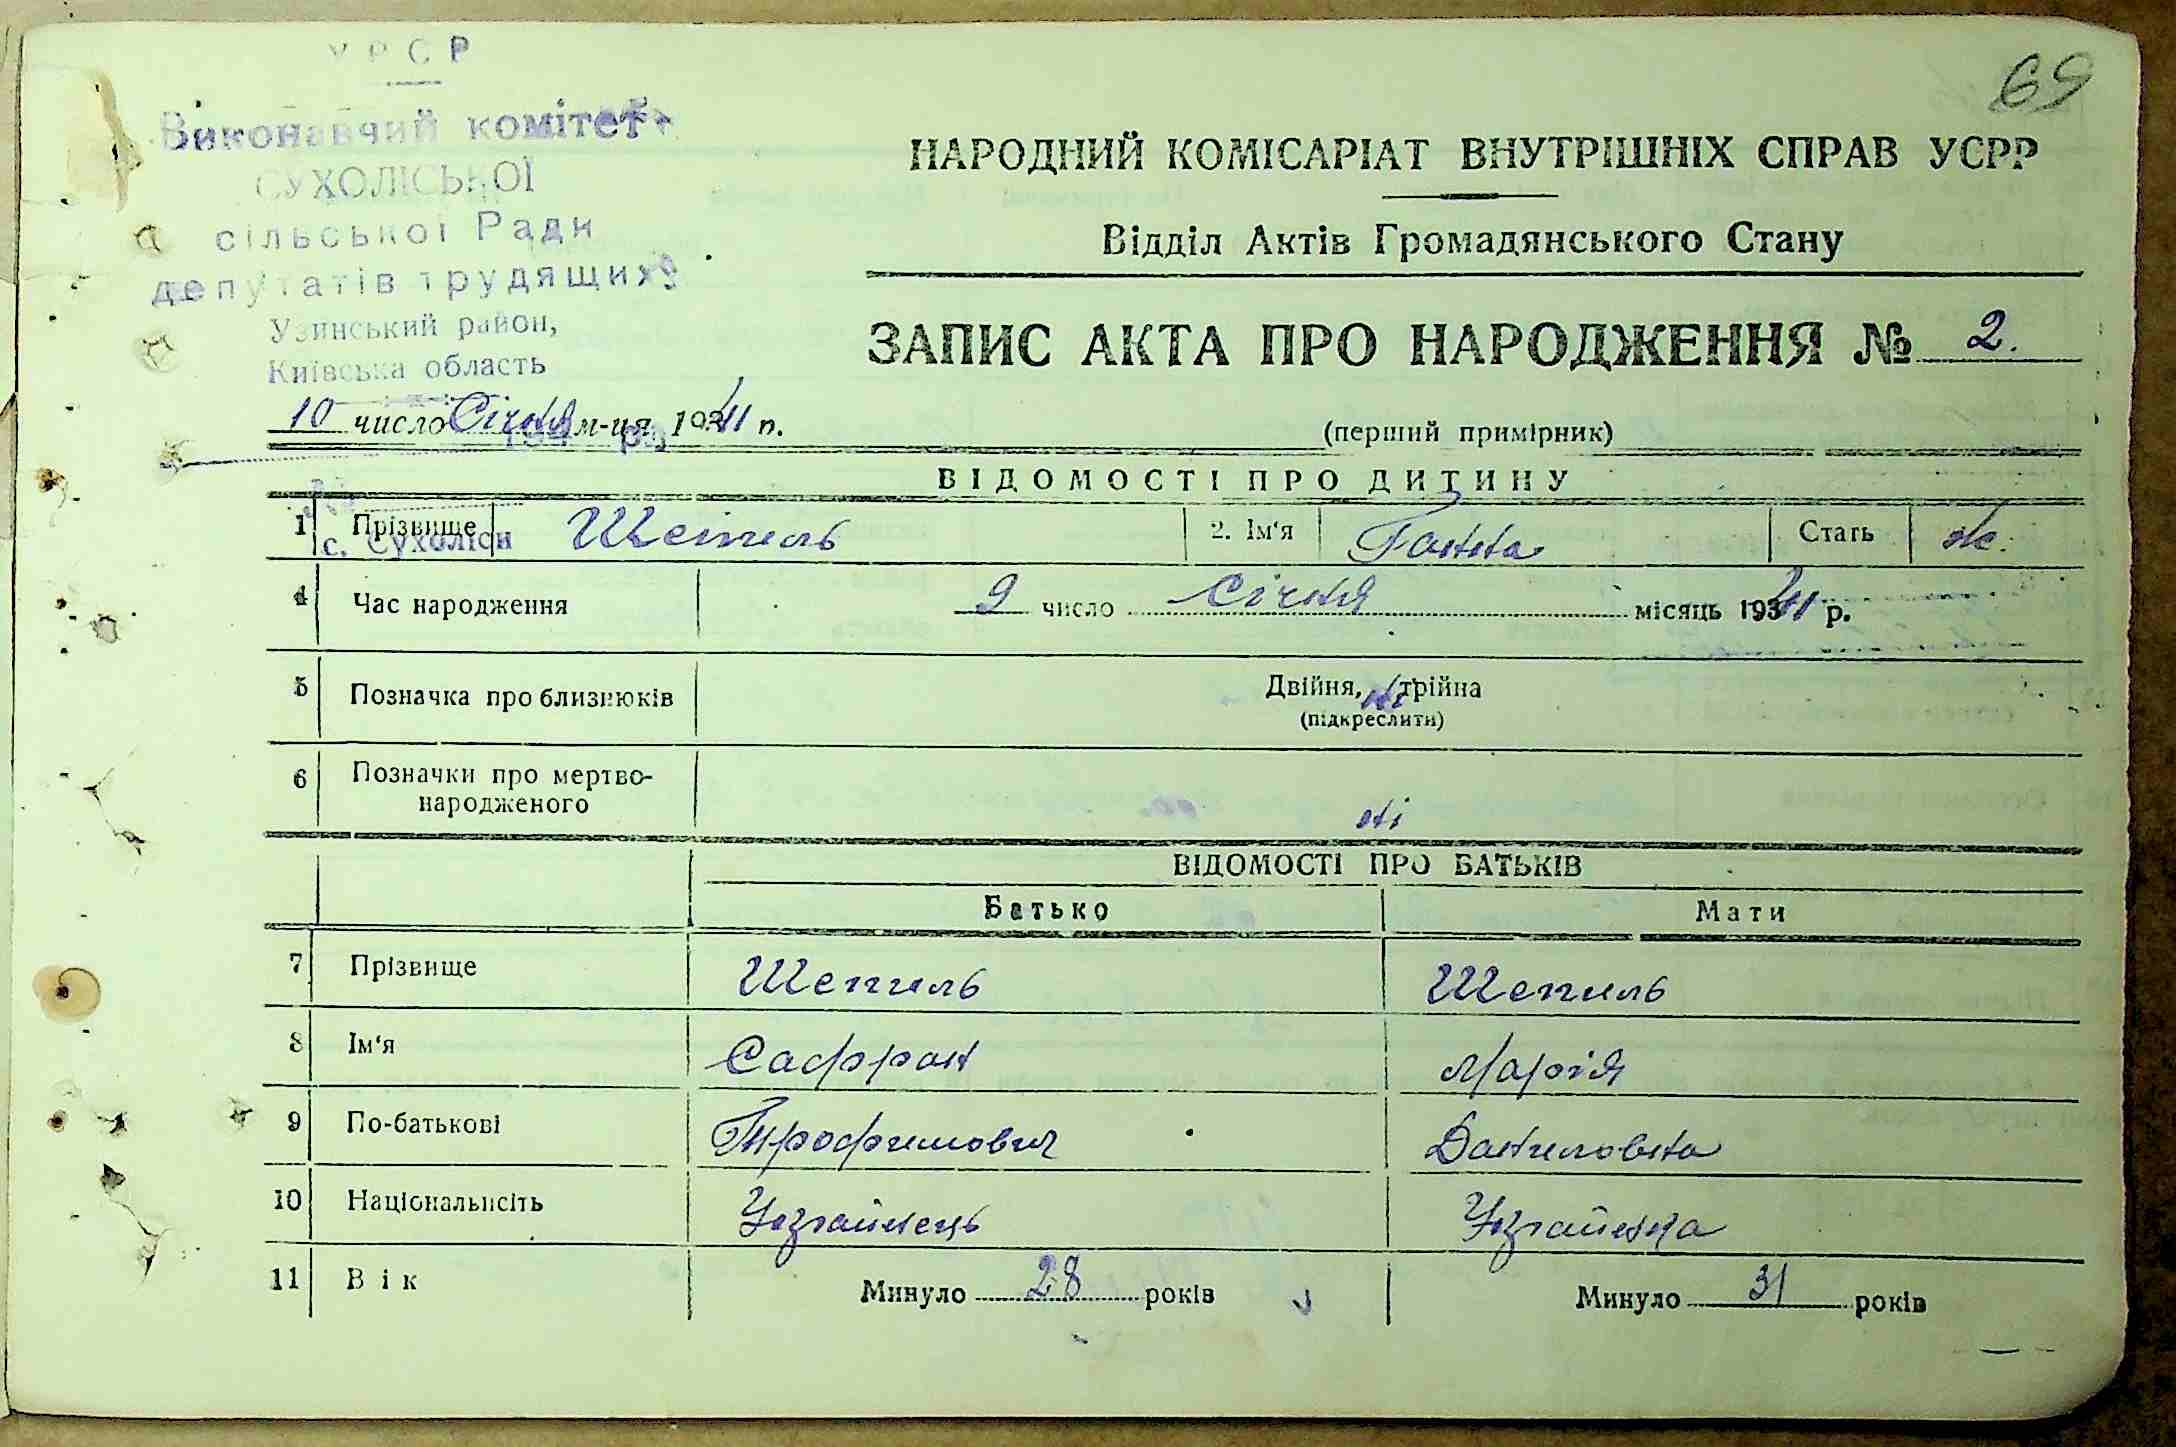 УРСР
69
Виконавчий комітет
СУХОЛІСЬКОЇ
сільської Ради
депутатів трудящих
Узинський район,
Київська область
НАРОДНИЙ КОМІСАРІАТ ВНУТРІШНІХ СПРАВ УСРР
Відділ Актів Громадянського Стану
ЗАПИС АКТА ПРО НАРОДЖЕННЯ № 2.
10 число Січня м-ця 1941 р.
(перший примірник)
ВІДОМОСТІ ПРО ДИТИНУ
1 Прізвище Шепель 2. Ім'я Ганна Стать ж.
с. Сухоліси
4 Час народження 9 число Січня місяць 1941 р.
5 Позначка про близнюків Двійня, ні трійна
(підкреслити)
6 Позначки про мертво-
народженого ні
ВІДОМОСТІ ПРО БАТЬКІВ
Батько Мати
7 Прізвище Шепель Шепель
8 Ім'я Сафрон Марія
9 По-батькові Трофимович Даниловна
10 Національнсіть Українець Українка
11 Вік Минуло 28 років Минуло 31 років